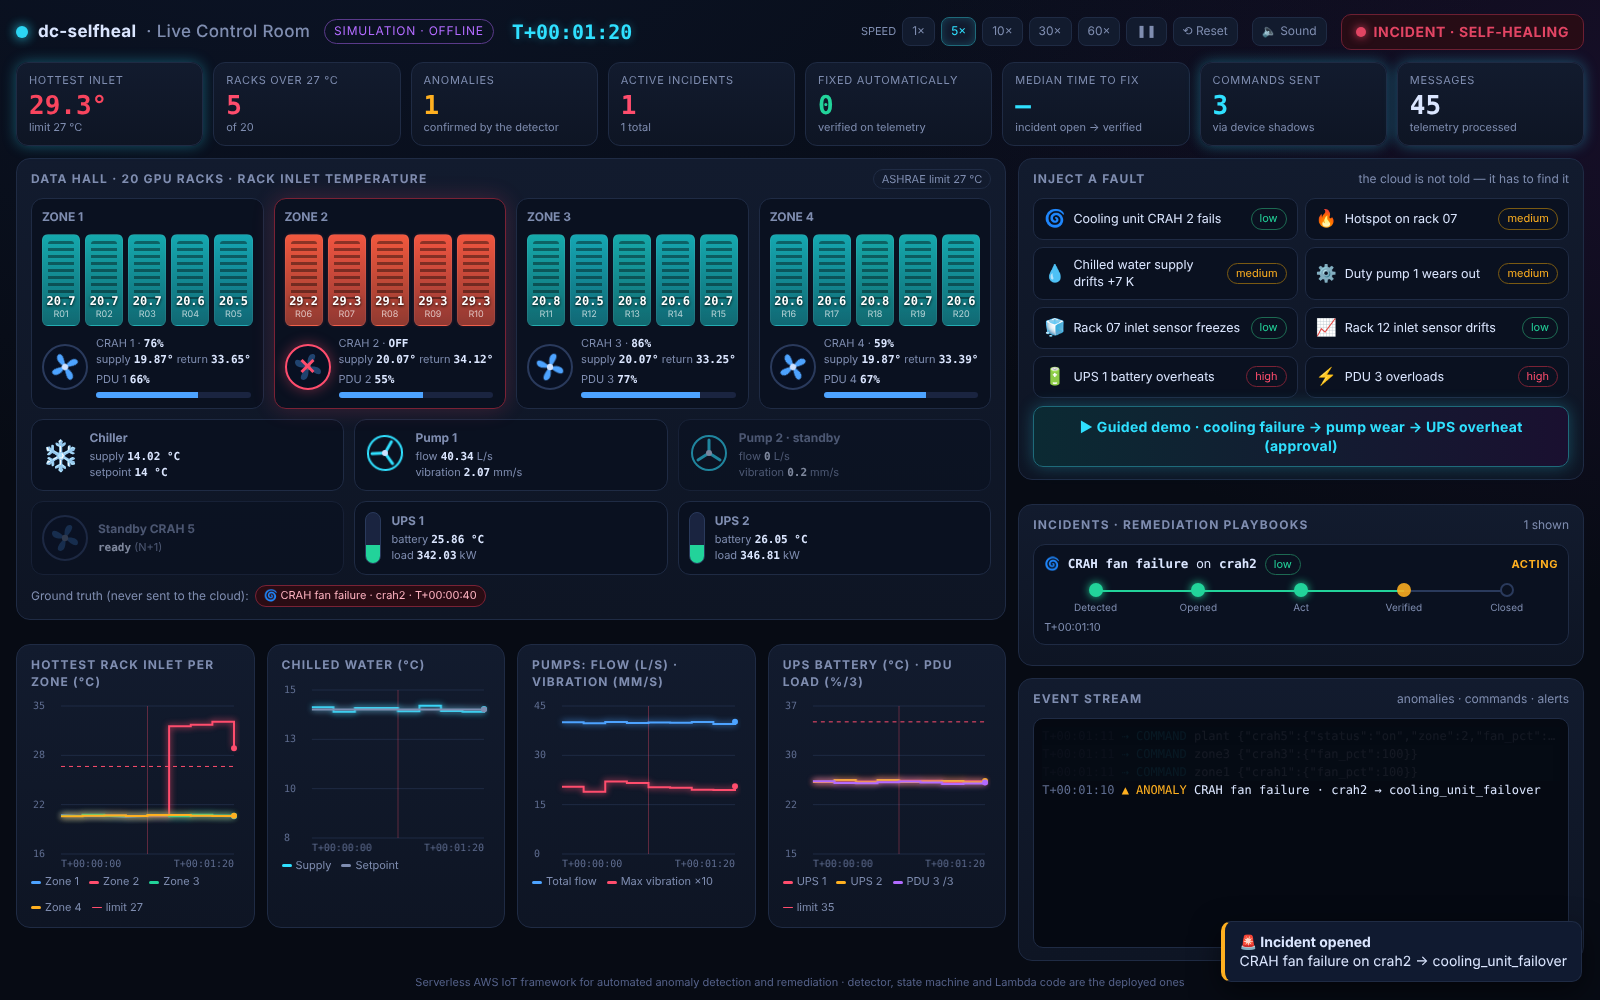 dc-selfheal · Live Control Room SIMULATION · OFFLINE T+00:01:20 SPEED 1× 5× 10× 30× 60× ❚❚ ⟲ Reset 🔈 Sound INCIDENT · SELF-HEALING
HOTTEST INLET
29.3°
limit 27 °C
RACKS OVER 27 °C
5
of 20
ANOMALIES
1
confirmed by the detector
ACTIVE INCIDENTS
1
1 total
FIXED AUTOMATICALLY
0
verified on telemetry
MEDIAN TIME TO FIX
—
incident open → verified
COMMANDS SENT
3
via device shadows
MESSAGES
45
telemetry processed
DATA HALL · 20 GPU RACKS · RACK INLET TEMPERATURE ASHRAE limit 27 °C
ZONE 1
20.7 20.7 20.7 20.6 20.5
R01 R02 R03 R04 R05
CRAH 1 · 76%
supply 19.87° return 33.65°
PDU 1 66%
ZONE 2
29.2 29.3 29.1 29.3 29.3
R06 R07 R08 R09 R10
CRAH 2 · OFF
supply 20.07° return 34.12°
PDU 2 55%
ZONE 3
20.8 20.5 20.8 20.6 20.7
R11 R12 R13 R14 R15
CRAH 3 · 86%
supply 20.07° return 33.25°
PDU 3 77%
ZONE 4
20.6 20.6 20.8 20.7 20.6
R16 R17 R18 R19 R20
CRAH 4 · 59%
supply 19.87° return 33.39°
PDU 4 67%
Chiller
supply 14.02 °C
setpoint 14 °C
Pump 1
flow 40.34 L/s
vibration 2.07 mm/s
Pump 2 · standby
flow 0 L/s
vibration 0.2 mm/s
Standby CRAH 5
ready (N+1)
UPS 1
battery 25.86 °C
load 342.03 kW
UPS 2
battery 26.05 °C
load 346.81 kW
Ground truth (never sent to the cloud): 🌀 CRAH fan failure · crah2 · T+00:00:40
HOTTEST RACK INLET PER
ZONE (°C)
35
28
22
16
T+00:00:00 T+00:01:20
Zone 1 Zone 2 Zone 3
Zone 4 — limit 27
CHILLED WATER (°C)
15
13
10
8
T+00:00:00 T+00:01:20
Supply Setpoint
PUMPS: FLOW (L/S) ·
VIBRATION (MM/S)
45
30
15
0
T+00:00:00 T+00:01:20
Total flow Max vibration ×10
UPS BATTERY (°C) · PDU
LOAD (%/3)
37
30
22
15
T+00:00:00 T+00:01:20
UPS 1 UPS 2 PDU 3 /3
— limit 35
INJECT A FAULT the cloud is not told — it has to find it
Cooling unit CRAH 2 fails low
Hotspot on rack 07 medium
Chilled water supply
drifts +7 K medium
Duty pump 1 wears out medium
Rack 07 inlet sensor freezes low
Rack 12 inlet sensor drifts low
UPS 1 battery overheats high
PDU 3 overloads high
▶ Guided demo · cooling failure → pump wear → UPS overheat
(approval)
INCIDENTS · REMEDIATION PLAYBOOKS 1 shown
CRAH fan failure on crah2 low ACTING
Detected Opened Act Verified Closed
T+00:01:10
EVENT STREAM anomalies · commands · alerts
→ COMMAND plant {"crah5":{"status":"on","zone":2,"fan_pct":…
→ COMMAND zone3 {"crah3":{"fan_pct":100}}
→ COMMAND zone1 {"crah1":{"fan_pct":100}}
T+00:01:10 ▲ ANOMALY CRAH fan failure · crah2 → cooling_unit_failover
🚨 Incident opened
CRAH fan failure on crah2 → cooling_unit_failover
Serverless AWS IoT framework for automated anomaly detection and remediation · detector, state machine and Lambda code are the deployed ones